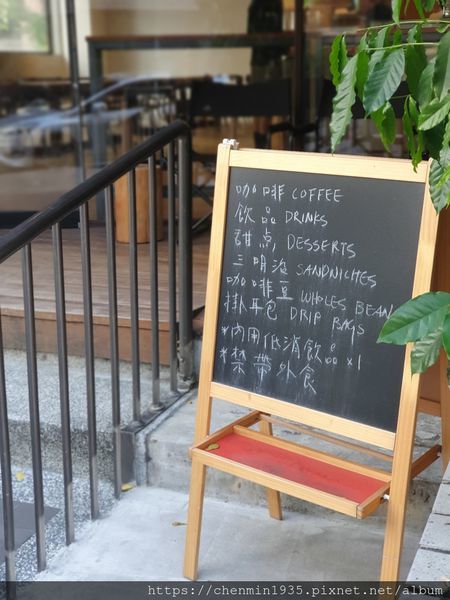 咖啡 COFFEE
飲品 DRINKS
甜点 DESSERTS
三明治 SANDWICHES
咖啡豆 WHOLES BEAN
掛耳包 DRIP BAGS
*內用低消飲品x1
*禁帶外食
https://chenmin1935.pixnet.net/album